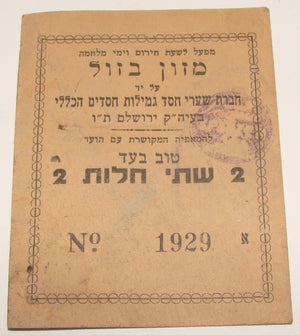 מפעל לשעת חירום וימי מלחמה
מזון בזול
על יד
חברת שערי חסד גמילות חסדים הכללי
בעיה"ק ירושלם ת"ו
להמאפיה המקושרת עם הועד
טוב בעד
2 שתי חלות 2
No 1929 א